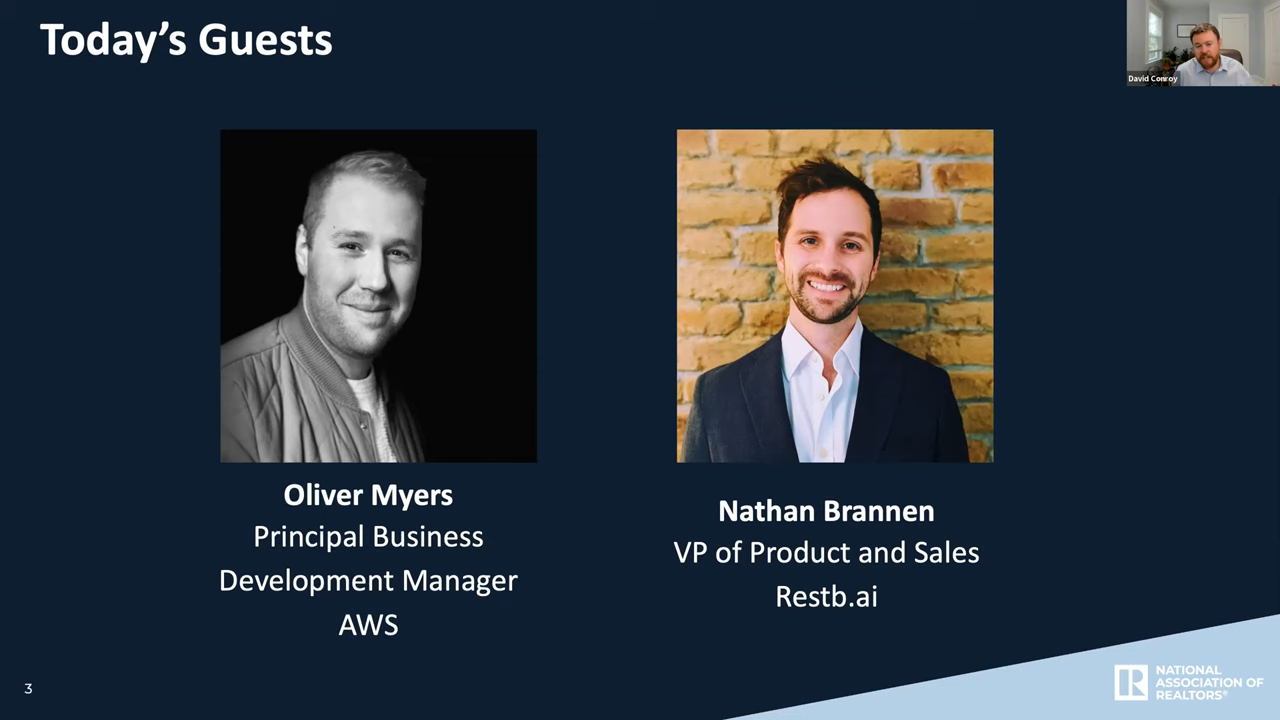 Today’s Guests
David Conroy
Oliver Myers
Principal Business
Development Manager
AWS
Nathan Brannen
VP of Product and Sales
Restb.ai
3
NATIONAL
ASSOCIATION OF
REALTORS®